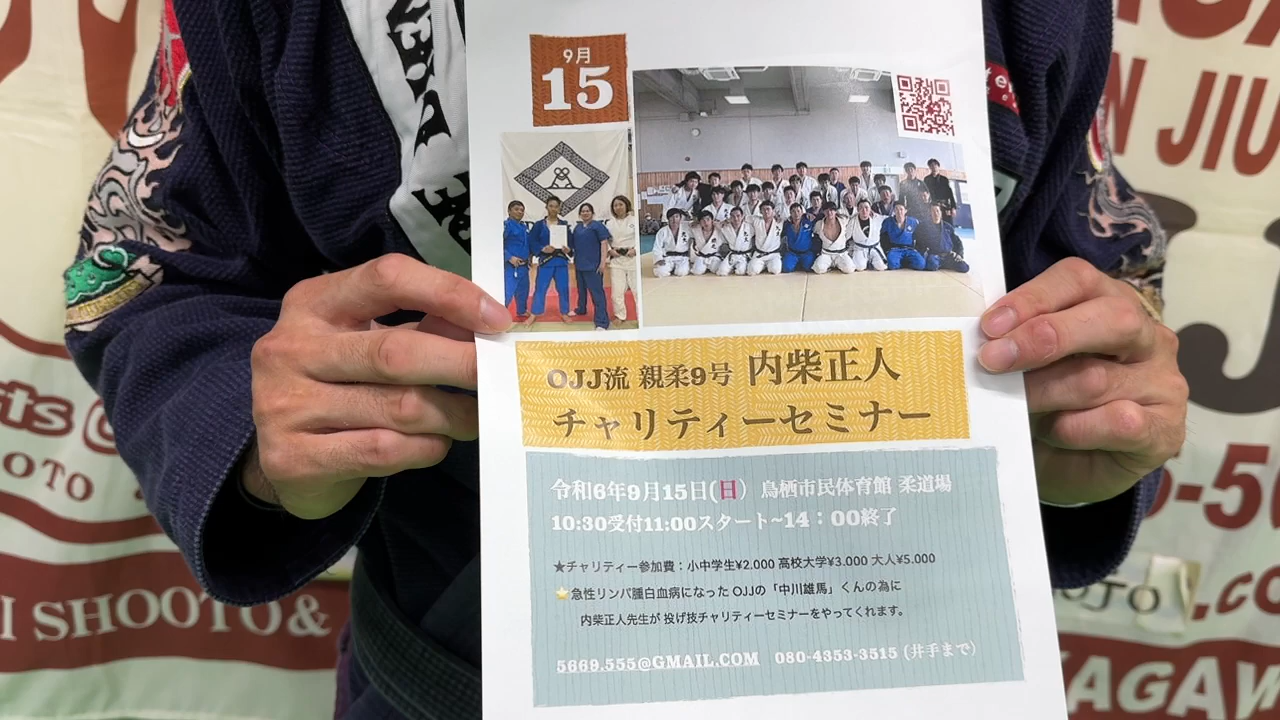 9月
15
OJJ流 親柔9号 内柴正人
チャリティーセミナー
令和6年9月15日(日) 鳥栖市民体育館 柔道場
10:30受付11:00スタート~14：00終了
★チャリティー参加費：小中学生¥2.000 高校大学¥3.000 大人¥5.000
⭐急性リンパ腫白血病になった OJJの「中川雄馬」くんの為に
内柴正人先生が 投げ技チャリティーセミナーをやってくれます。
5669.555@GMAIL.COM 080-4353-3515 (井手まで)
JIU
I SHOOTO&